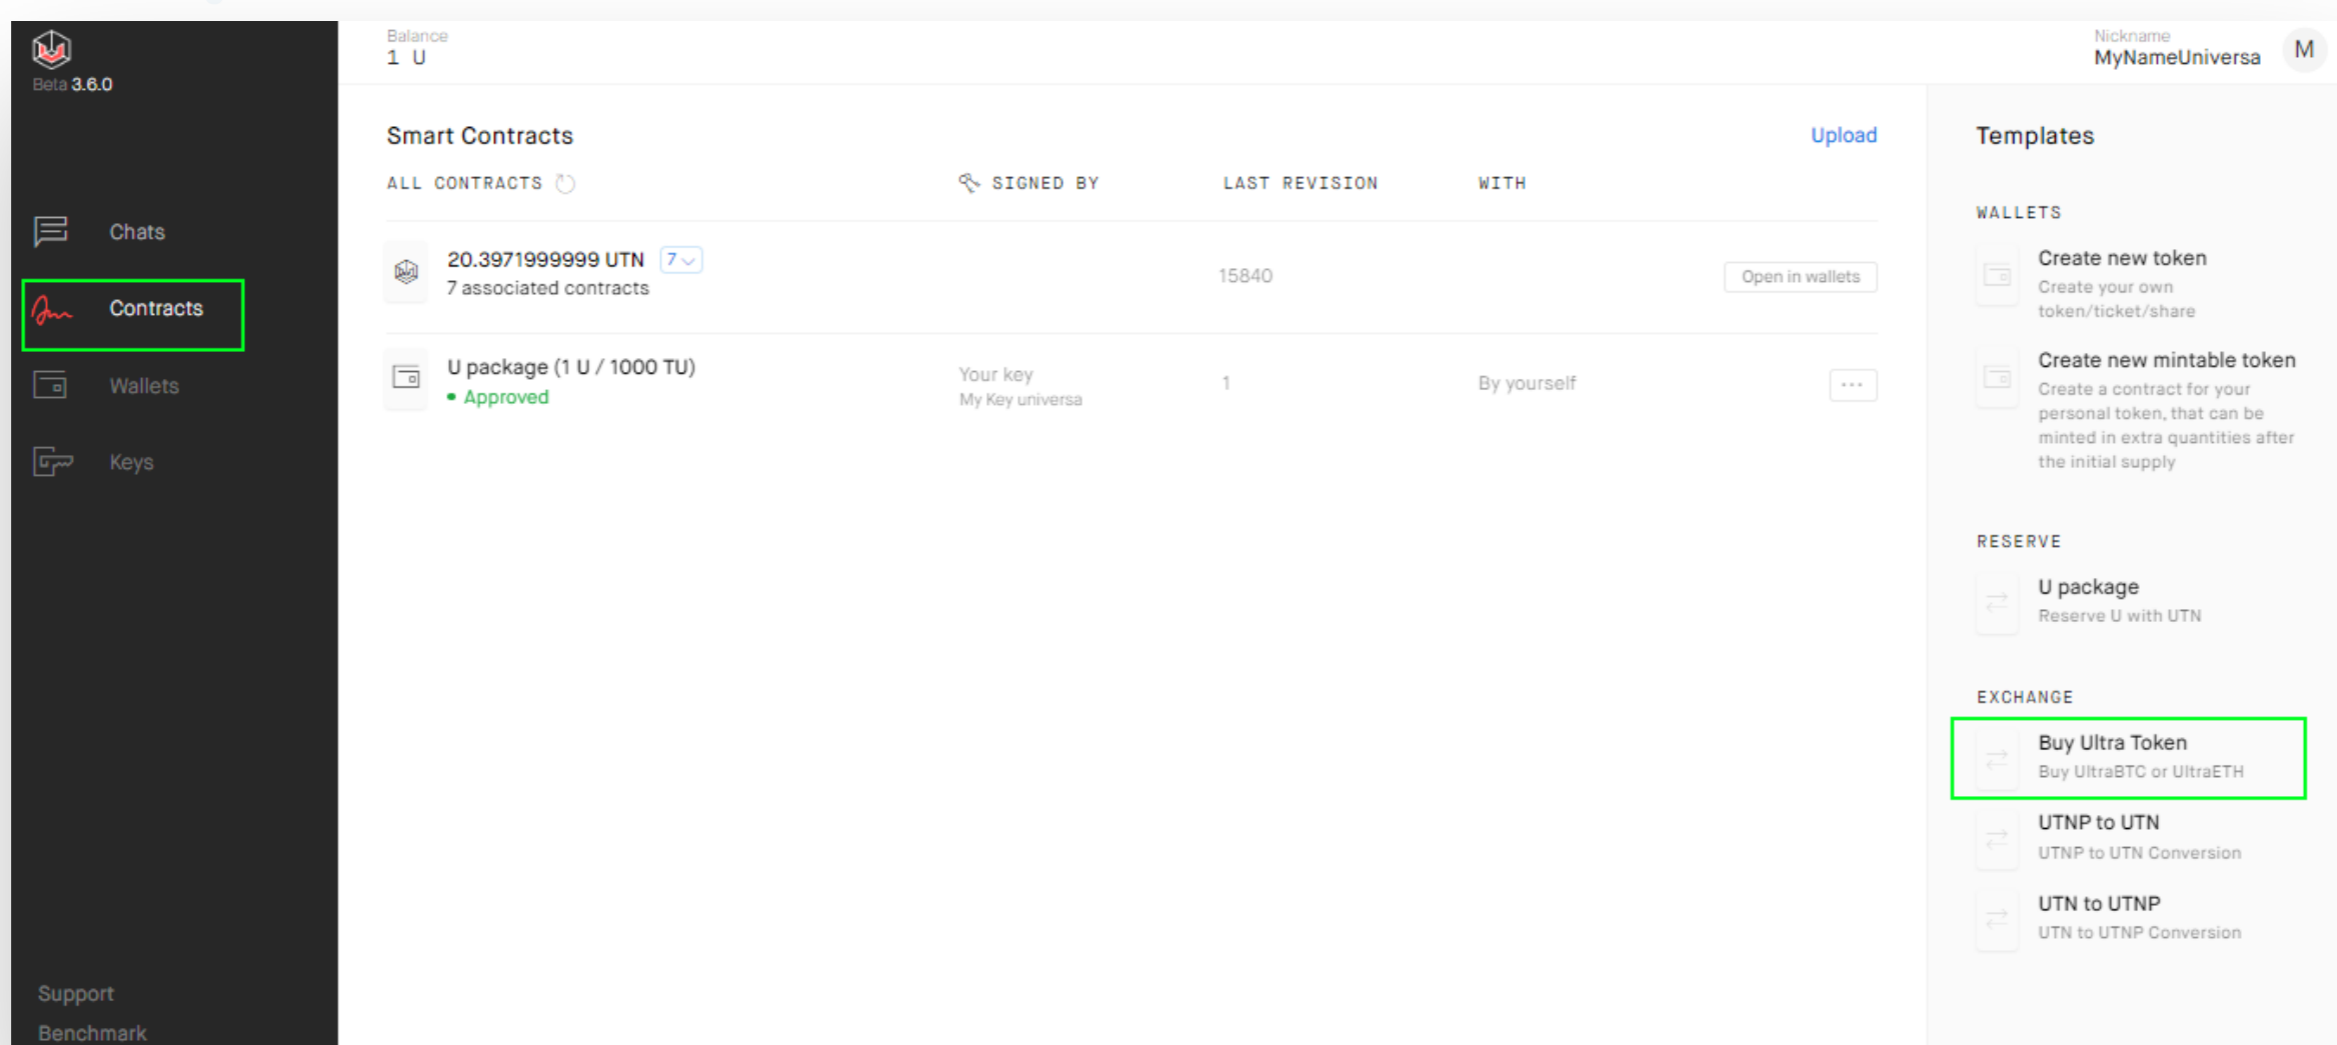 Beta 3.6.0
Chats
Contracts
Wallets
Keys
Support
Benchmark
Balance
1 U
Nickname
MyNameUniversa
M
Smart Contracts
Upload
ALL CONTRACTS
SIGNED BY
LAST REVISION
WITH
20.3971999999 UTN 7
7 associated contracts
15840
Open in wallets
U package (1 U / 1000 TU)
• Approved
Your key
My Key universa
1
By yourself
...
Templates
WALLETS
Create new token
Create your own
token/ticket/share
Create new mintable token
Create a contract for your
personal token, that can be
minted in extra quantities after
the initial supply
RESERVE
U package
Reserve U with UTN
EXCHANGE
Buy Ultra Token
Buy UltraBTC or UltraETH
UTNP to UTN
UTNP to UTN Conversion
UTN to UTNP
UTN to UTNP Conversion